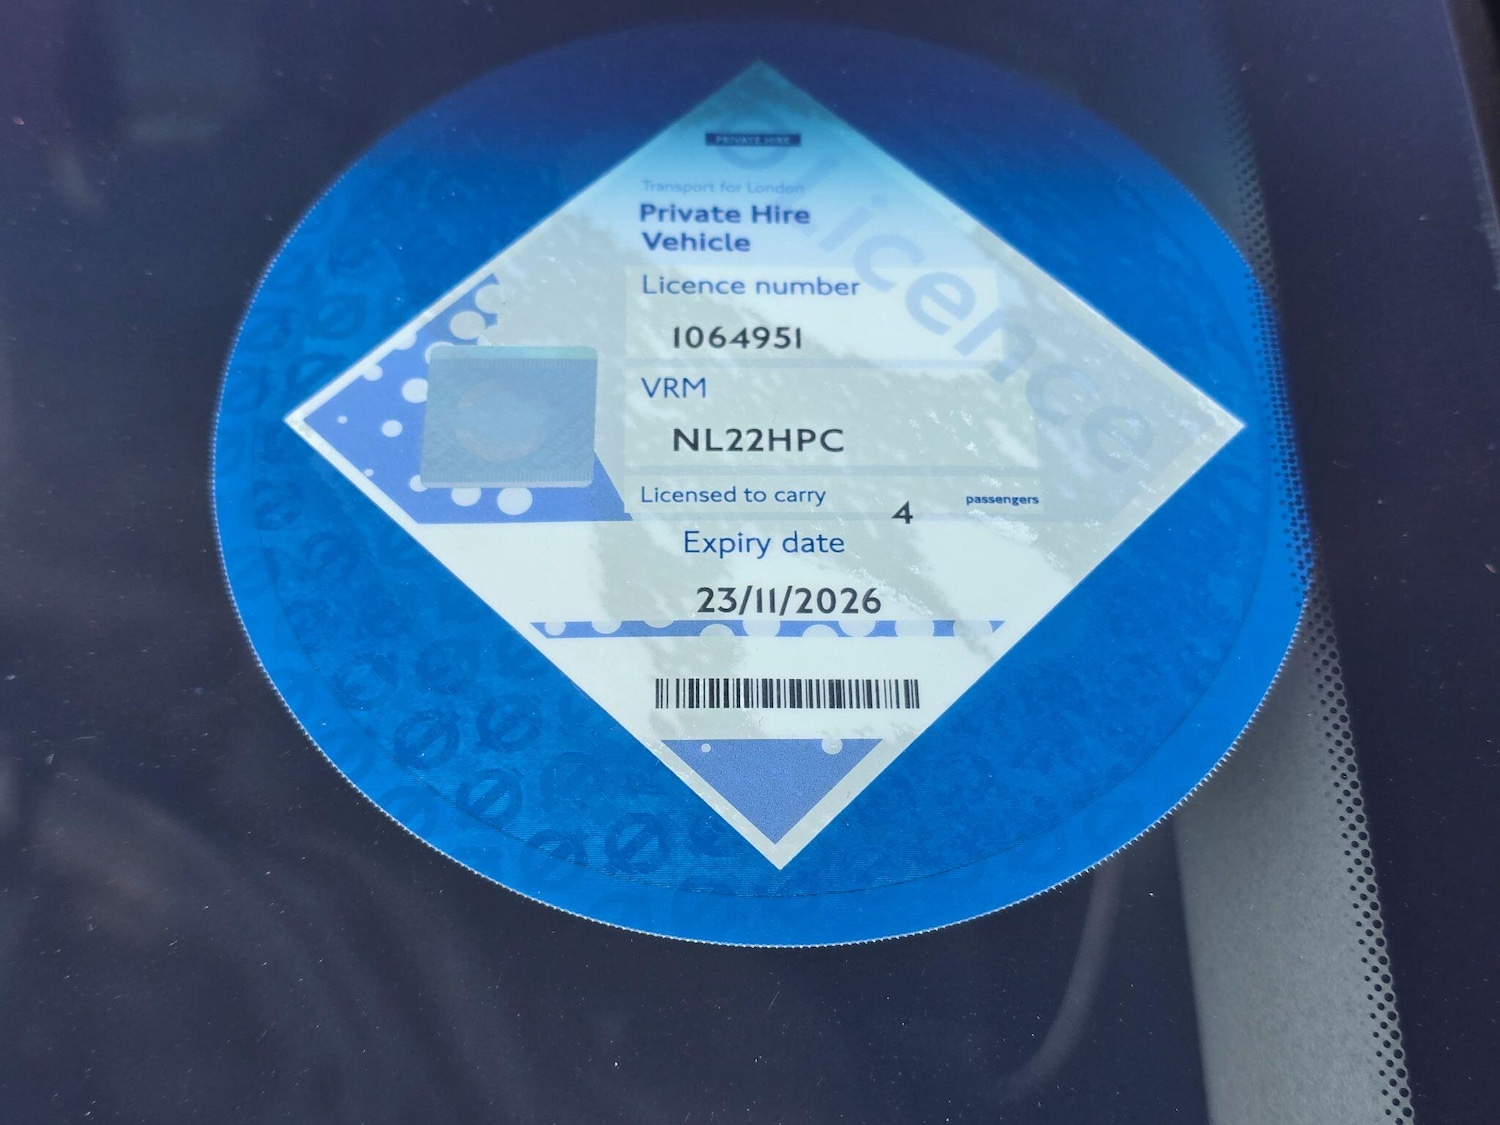 PRIVATE HIRE
Transport for London
Private Hire
Vehicle
Licence number
1064951
VRM
NL22HPC
Licensed to carry 4 passengers
Expiry date
23/11/2026
Licence